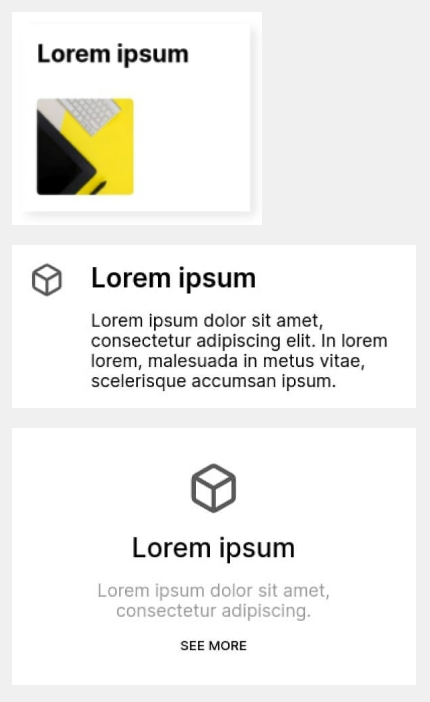 Lorem ipsum
Lorem ipsum
Lorem ipsum dolor sit amet,
consectetur adipiscing elit. In lorem
lorem, malesuada in metus vitae,
scelerisque accumsan ipsum.
Lorem ipsum
Lorem ipsum dolor sit amet,
consectetur adipiscing.
SEE MORE